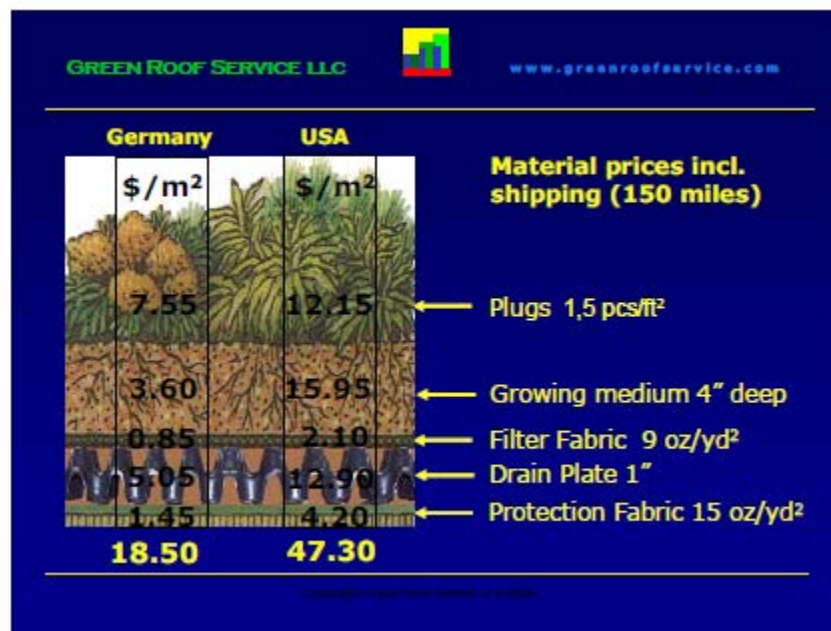 GREEN ROOF SERVICE LLC
www.greenroofservice.com
Germany USA
$/m² $/m²
Material prices incl.
shipping (150 miles)
7.55 12.15 Plugs 1,5 pcs/ft²
3.60 15.95 Growing medium 4" deep
0.85 2.10 Filter Fabric 9 oz/yd²
5.05 12.90 Drain Plate 1"
1.45 4.20 Protection Fabric 15 oz/yd²
18.50 47.30